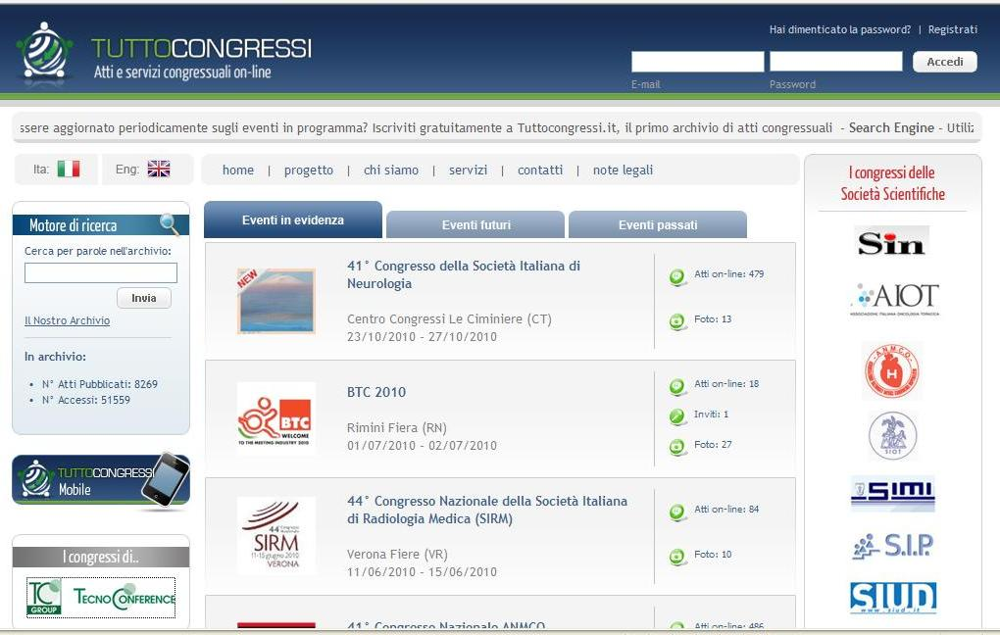 TUTTOCONGRESSI
Atti e servizi congressuali on-line
Hai dimenticato la password? | Registrati
E-mail
Password
Accedi
ssere aggiornato periodicamente sugli eventi in programma? Iscriviti gratuitamente a Tuttocongressi.it, il primo archivio di atti congressuali - Search Engine - Utiliz
Ita:
Eng:
home | progetto | chi siamo | servizi | contatti | note legali
Motore di ricerca
Cerca per parole nell'archivio:
Invia
Il Nostro Archivio
In archivio:
• N° Atti Pubblicati: 8269
• N° Accessi: 51559
TUTTOCONGRESSI
Mobile
I congressi di..
TC
GROUP
TECNOCONFERENCE
Eventi in evidenza
Eventi futuri
Eventi passati
NEW
41° Congresso della Società Italiana di
Neurologia
Centro Congressi Le Ciminiere (CT)
23/10/2010 - 27/10/2010
Atti on-line: 479
Foto: 13
BTC
WELCOME
TO THE MEETING INDUSTRY 2010
BTC 2010
Rimini Fiera (RN)
01/07/2010 - 02/07/2010
Atti on-line: 18
Inviti: 1
Foto: 27
44° Congresso Nazionale
SIRM
11-15 giugno 2010
VERONA
44° Congresso Nazionale della Società Italiana
di Radiologia Medica (SIRM)
Verona Fiere (VR)
11/06/2010 - 15/06/2010
Atti on-line: 84
Foto: 10
41° Congresso Nazionale ANMCO
Atti on-line: 486
I congressi delle
Società Scientifiche
Sin
AIOT
ASSOCIAZIONE ITALIANA ONCOLOGIA TORACICA
A.N.M.C.O.
H
SIOT
SIMI
S.I.P.
SIUD
www.siud.it